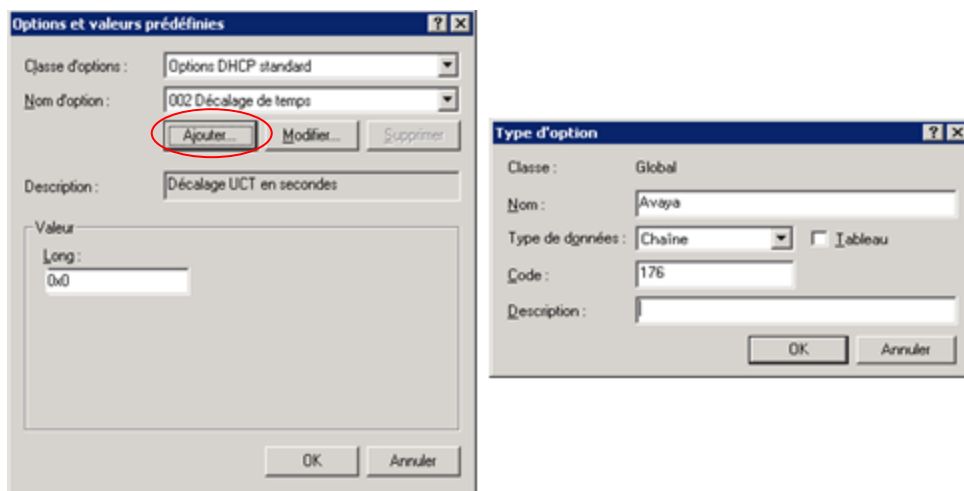 Options et valeurs prédéfinies
Classe d'options : Options DHCP standard
Nom d'option : 002 Décalage de temps
Ajouter... Modifier... Supprimer
Description : Décalage UCT en secondes
Valeur
Long :
0x0
OK Annuler
Type d'option
Classe : Global
Nom : Avaya
Type de données : Chaîne Tableau
Code : 176
Description :
OK Annuler